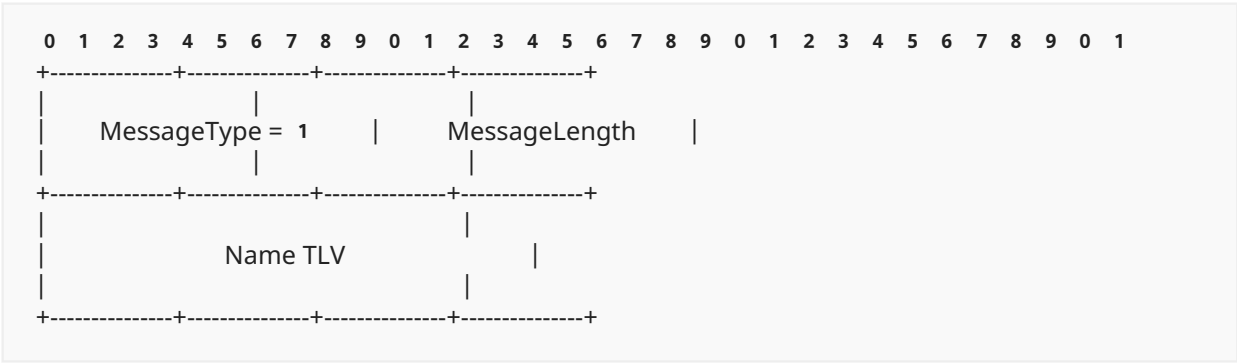 0 1 2 3 4 5 6 7 8 9 0 1 2 3 4 5 6 7 8 9 0 1 2 3 4 5 6 7 8 9 0 1
+---------------+---------------+---------------+---------------+
| | |
| MessageType = 1 | MessageLength |
| | |
+---------------+---------------+---------------+---------------+
| |
| Name TLV |
| |
+---------------+---------------+---------------+---------------+